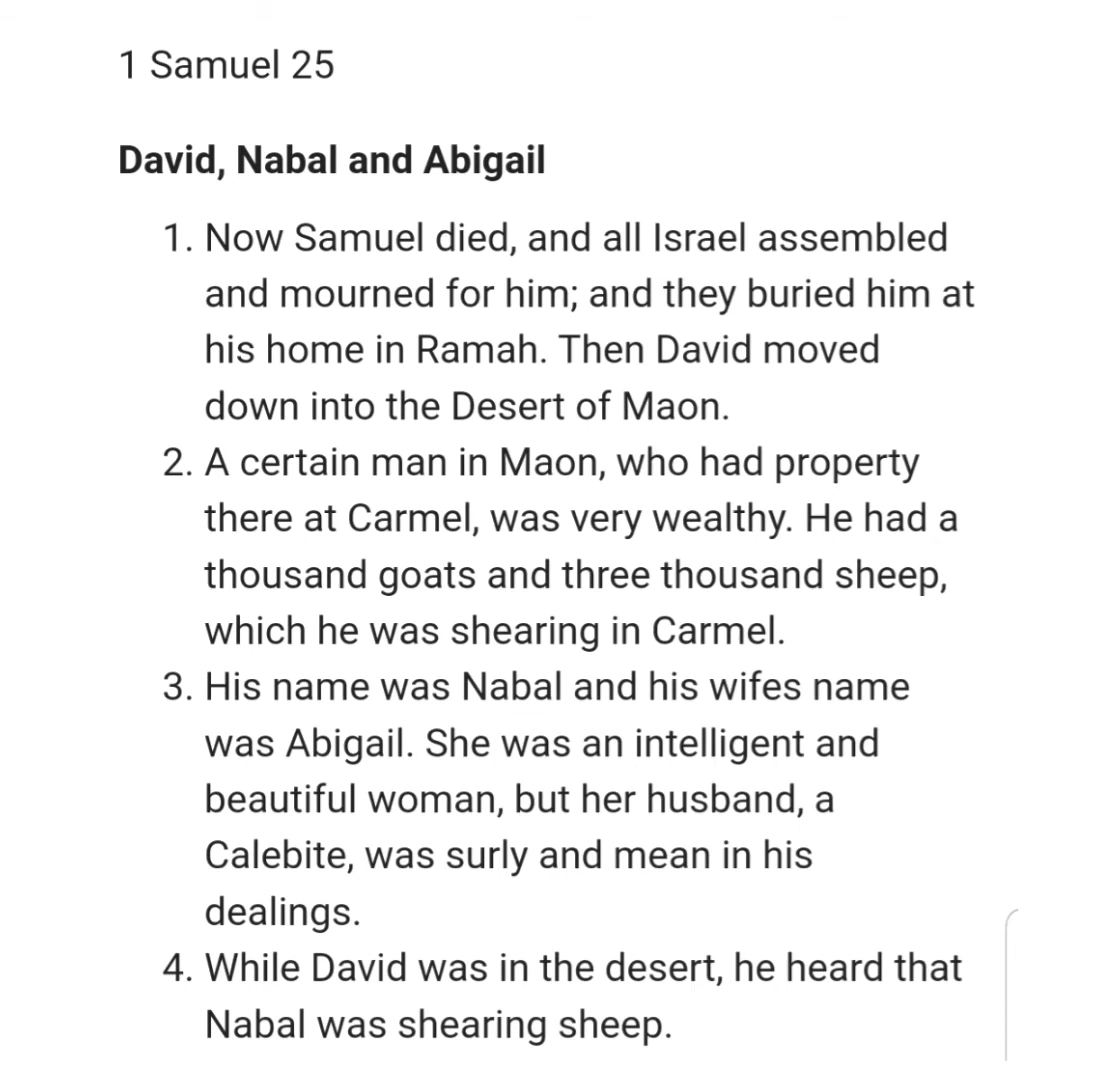 1 Samuel 25
David, Nabal and Abigail
1. Now Samuel died, and all Israel assembled
and mourned for him; and they buried him at
his home in Ramah. Then David moved
down into the Desert of Maon.
2. A certain man in Maon, who had property
there at Carmel, was very wealthy. He had a
thousand goats and three thousand sheep,
which he was shearing in Carmel.
3. His name was Nabal and his wifes name
was Abigail. She was an intelligent and
beautiful woman, but her husband, a
Calebite, was surly and mean in his
dealings.
4. While David was in the desert, he heard that
Nabal was shearing sheep.